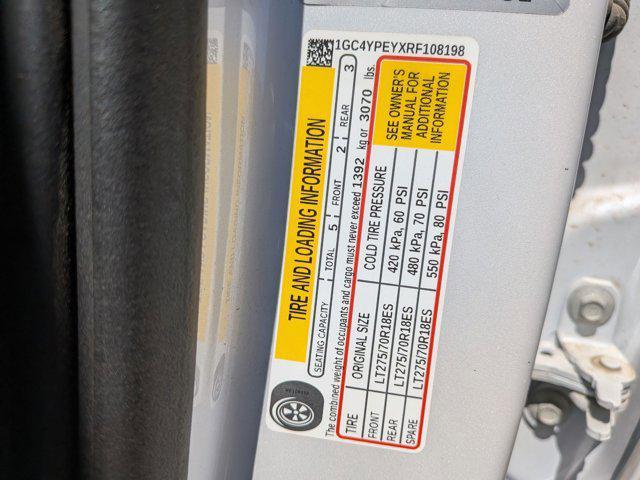 1GC4YPEYXRF108198
TIRE AND LOADING INFORMATION
SEATING CAPACITY TOTAL 5 FRONT 2 REAR 3
The combined weight of occupants and cargo must never exceed 1392 kg or 3070 lbs.
TIRE ORIGINAL SIZE COLD TIRE PRESSURE
FRONT LT275/70R18ES 420 kPa, 60 PSI
REAR LT275/70R18ES 480 kPa, 70 PSI
SPARE LT275/70R18ES 550 kPa, 80 PSI
SEE OWNER'S
MANUAL FOR
ADDITIONAL
INFORMATION